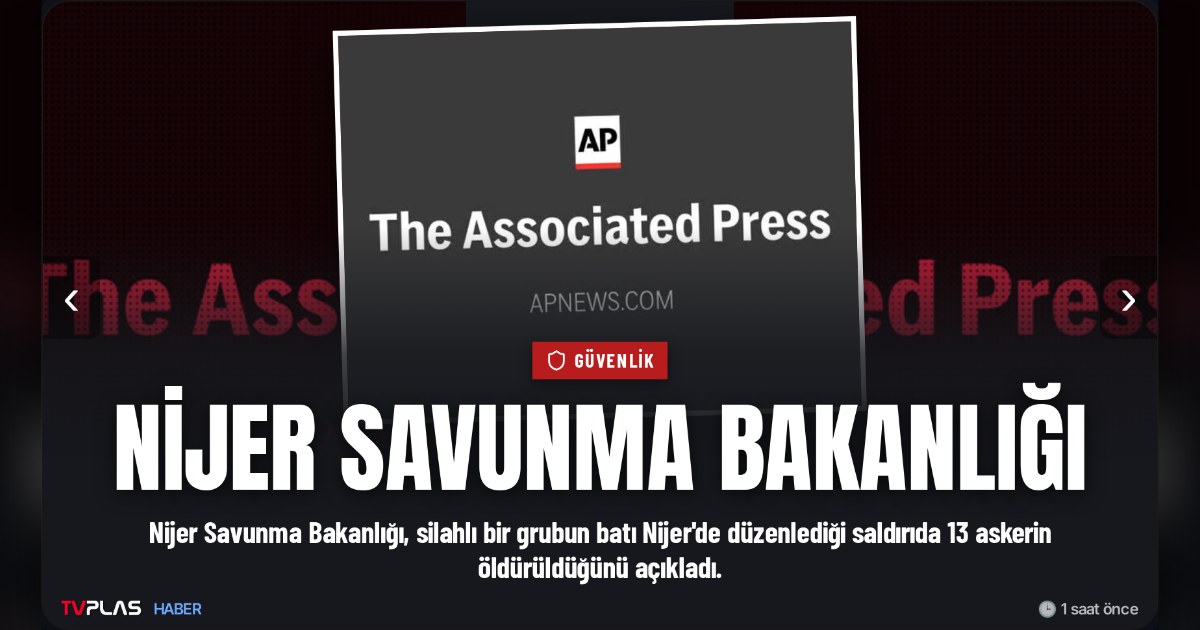 AP
The Associated Press
APNEWS.COM
The Ass
ed Press
GÜVENLİK
NİJER SAVUNMA BAKANLIĞI
Nijer Savunma Bakanlığı, silahlı bir grubun batı Nijer'de düzenlediği saldırıda 13 askerin
öldürüldüğünü açıkladı.
TVPLAS HABER
1 saat önce